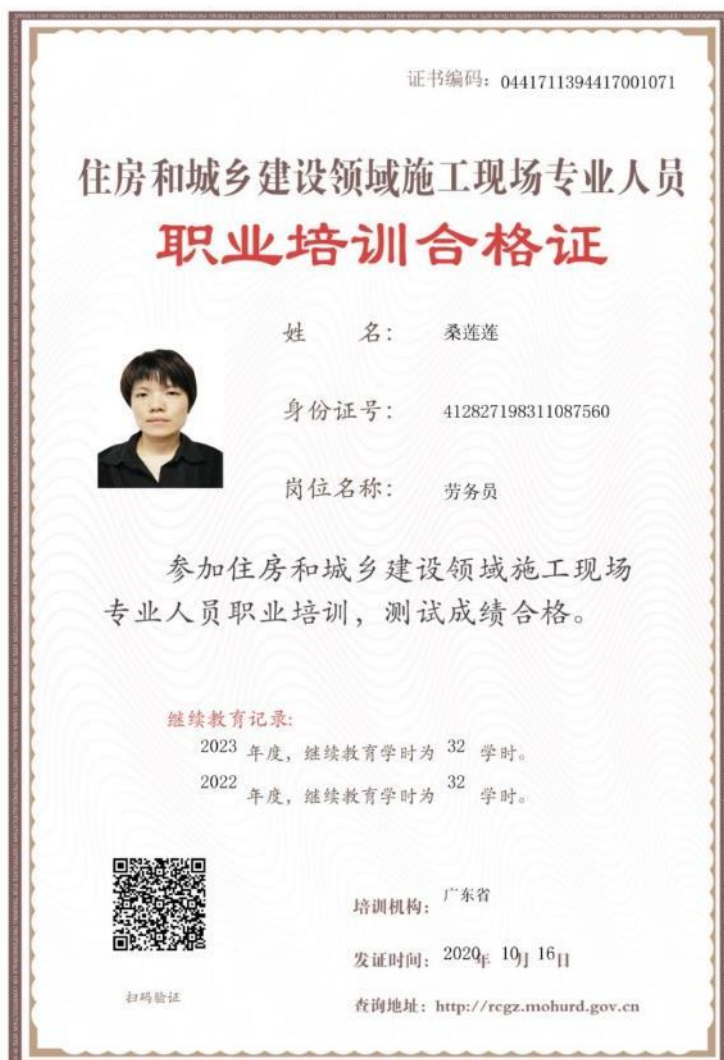 证书编码：0441711394417001071
住房和城乡建设领域施工现场专业人员
职业培训合格证
姓 名： 桑莲莲
身份证号： 412827198311087560
岗位名称： 劳务员
参加住房和城乡建设领域施工现场
专业人员职业培训，测试成绩合格。
继续教育记录:
2023 年度，继续教育学时为 32 学时。
2022 年度，继续教育学时为 32 学时。
培训机构： 广东省
发证时间： 2020年 10月 16日
扫码验证
查询地址：http://rcgz.mohurd.gov.cn